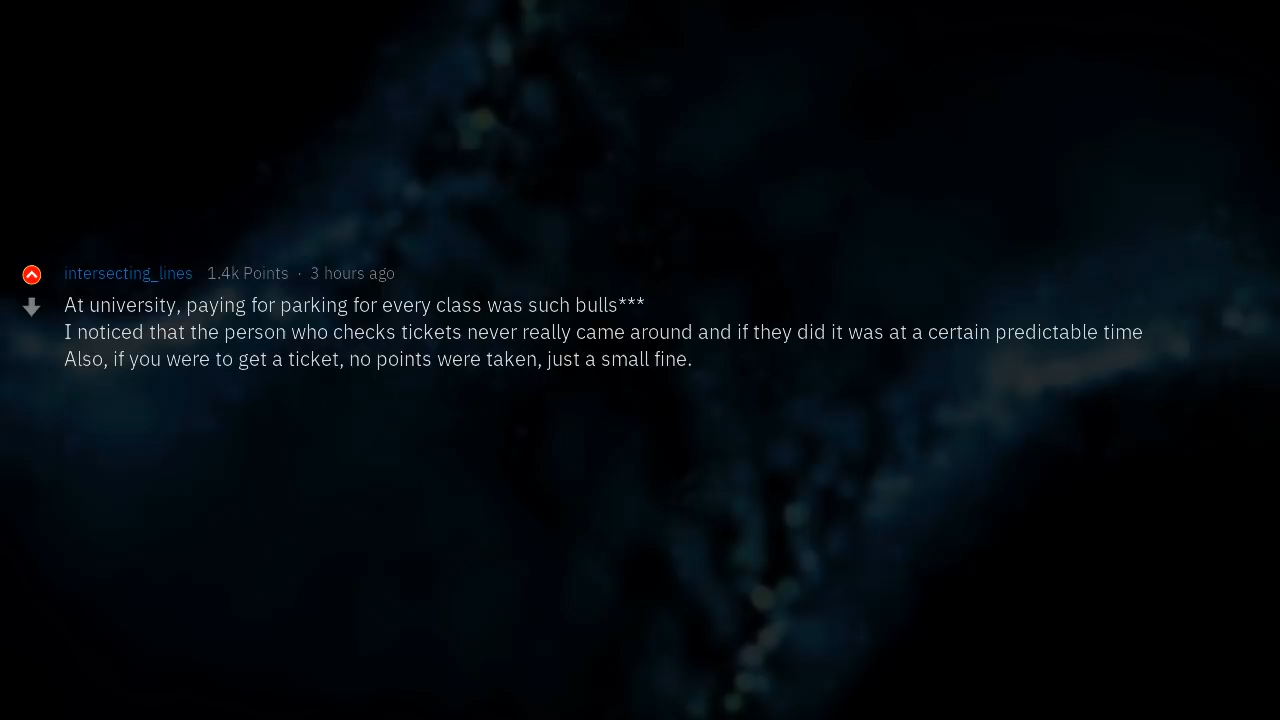 intersecting_lines 1.4k Points · 3 hours ago
At university, paying for parking for every class was such bulls***
I noticed that the person who checks tickets never really came around and if they did it was at a certain predictable time
Also, if you were to get a ticket, no points were taken, just a small fine.